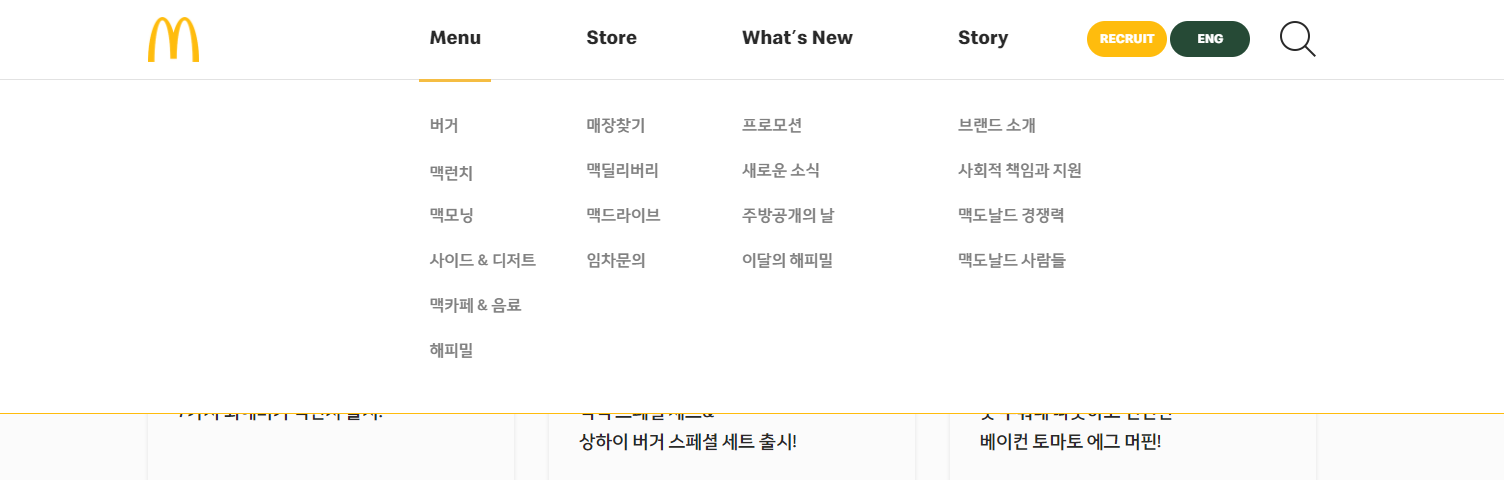 Menu
Store
What's New
Story
RECRUIT
ENG
버거
맥런치
맥모닝
사이드 & 디저트
맥카페 & 음료
해피밀
매장찾기
맥딜리버리
맥드라이브
임차문의
프로모션
새로운 소식
주방공개의 날
이달의 해피밀
브랜드 소개
사회적 책임과 지원
맥도날드 경쟁력
맥도날드 사람들
상하이 버거 스페셜 세트 출시!
베이컨 토마토 에그 머핀!